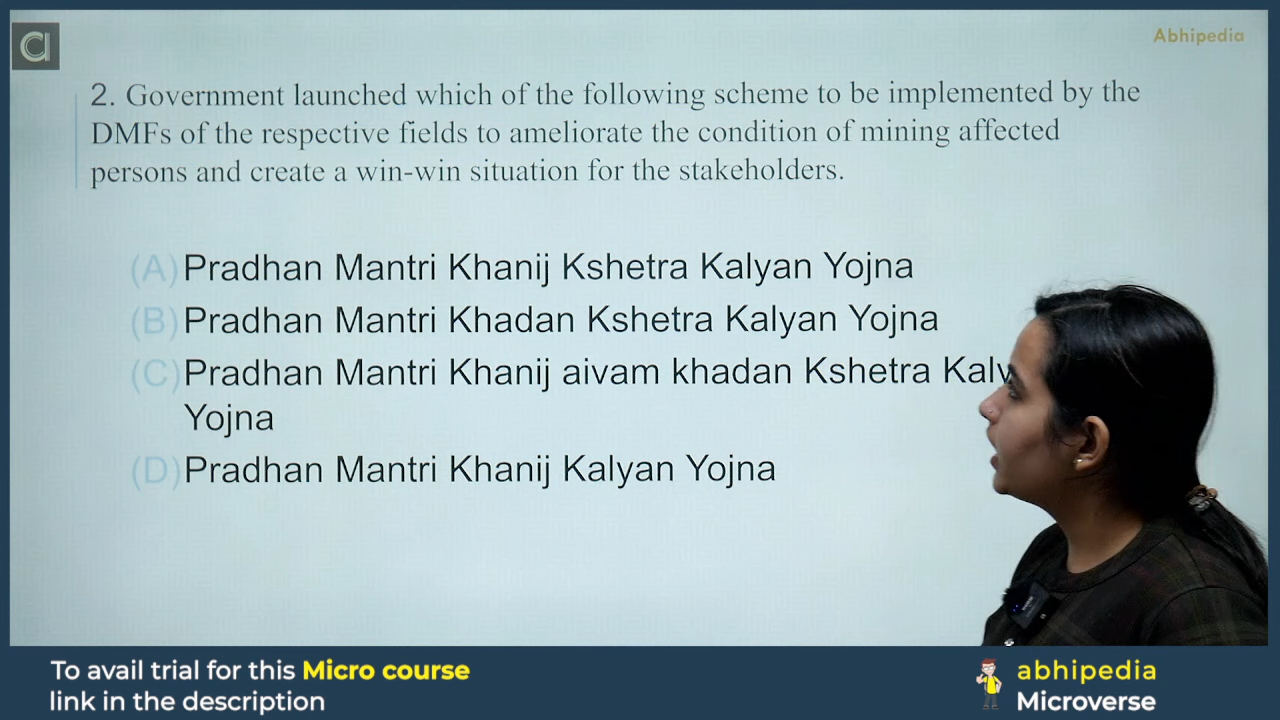 Abhipedia
2. Government launched which of the following scheme to be implemented by the
DMFs of the respective fields to ameliorate the condition of mining affected
persons and create a win-win situation for the stakeholders.
(A) Pradhan Mantri Khanij Kshetra Kalyan Yojna
(B) Pradhan Mantri Khadan Kshetra Kalyan Yojna
(C) Pradhan Mantri Khanij aivam khadan Kshetra
Yojna
(D) Pradhan Mantri Khanij Kalyan Yojna
To avail trial for this Micro course
link in the description
abhipedia
Microverse